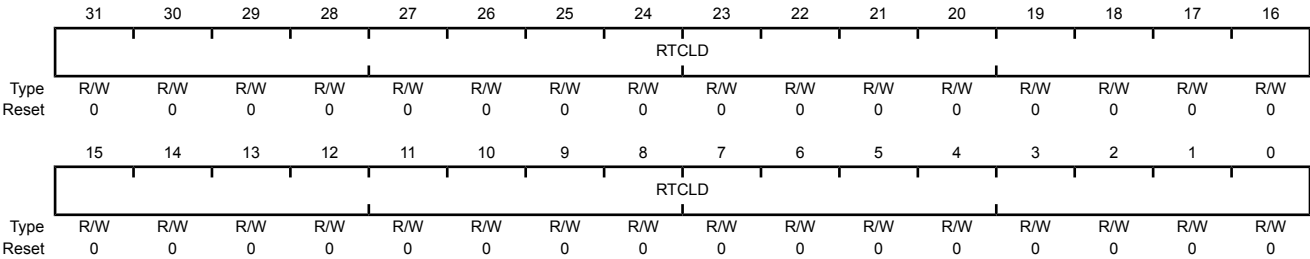 31 30 29 28 27 26 25 24 23 22 21 20 19 18 17 16
RTCLD
Type R/W R/W R/W R/W R/W R/W R/W R/W R/W R/W R/W R/W R/W R/W R/W R/W
Reset 0 0 0 0 0 0 0 0 0 0 0 0 0 0 0 0
15 14 13 12 11 10 9 8 7 6 5 4 3 2 1 0
RTCLD
Type R/W R/W R/W R/W R/W R/W R/W R/W R/W R/W R/W R/W R/W R/W R/W R/W
Reset 0 0 0 0 0 0 0 0 0 0 0 0 0 0 0 0